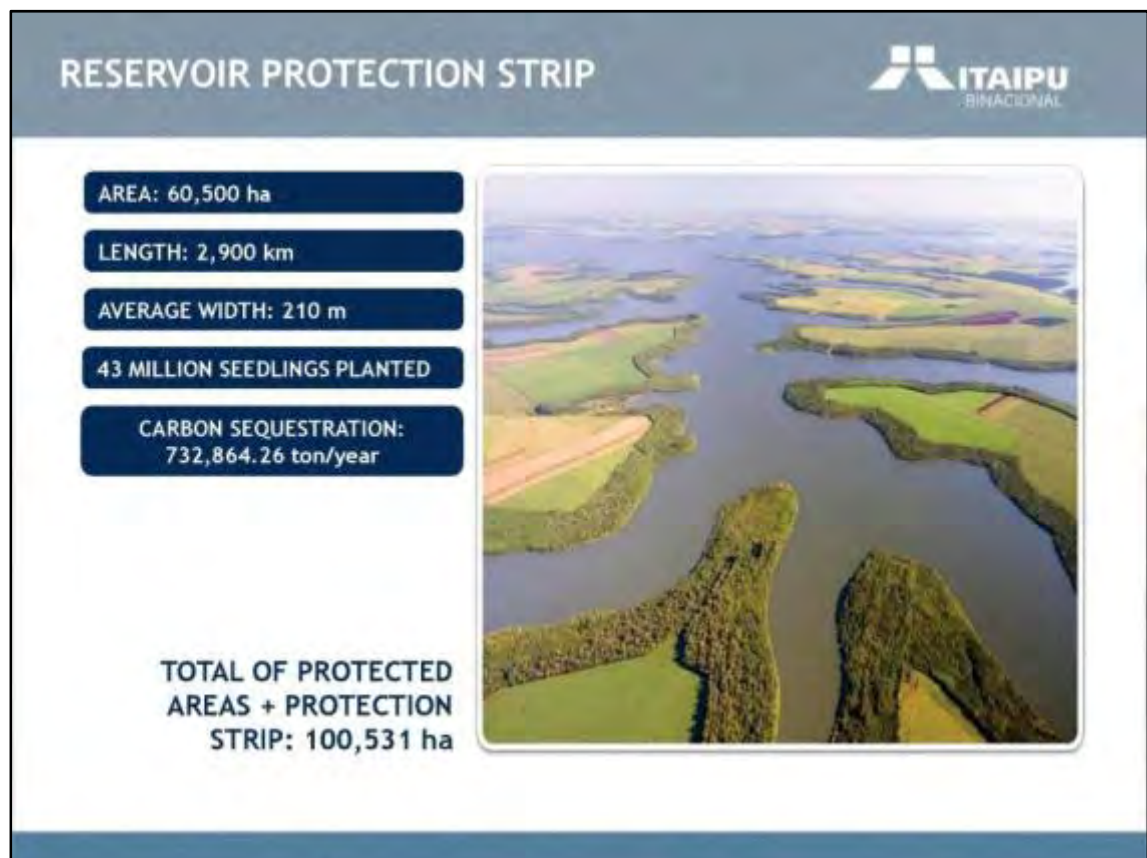 RESERVOIR PROTECTION STRIP
ITAIPU
BINACIONAL
AREA: 60,500 ha
LENGTH: 2,900 km
AVERAGE WIDTH: 210 m
43 MILLION SEEDLINGS PLANTED
CARBON SEQUESTRATION:
732,864.26 ton/year
TOTAL OF PROTECTED
AREAS + PROTECTION
STRIP: 100,531 ha